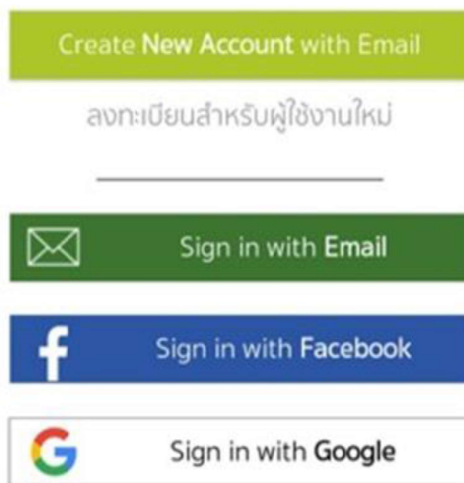 Create New Account with Email
ลงทะเบียนสำหรับผู้ใช้งานใหม่
Sign in with Email
f Sign in with Facebook
G Sign in with Google